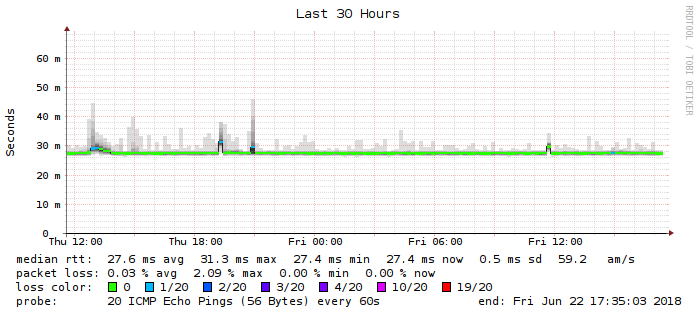 Last 30 Hours
RRDTOOL / TOBI OETIKER
Seconds
60 m
50 m
40 m
30 m
20 m
10 m
0
Thu 12:00 Thu 18:00 Fri 00:00 Fri 06:00 Fri 12:00
median rtt: 27.6 ms avg 31.3 ms max 27.4 ms min 27.4 ms now 0.5 ms sd 59.2 am/s
packet loss: 0.03 % avg 2.09 % max 0.00 % min 0.00 % now
loss color: 0 1/20 2/20 3/20 4/20 10/20 19/20
probe: 20 ICMP Echo Pings (56 Bytes) every 60s end: Fri Jun 22 17:35:03 2018